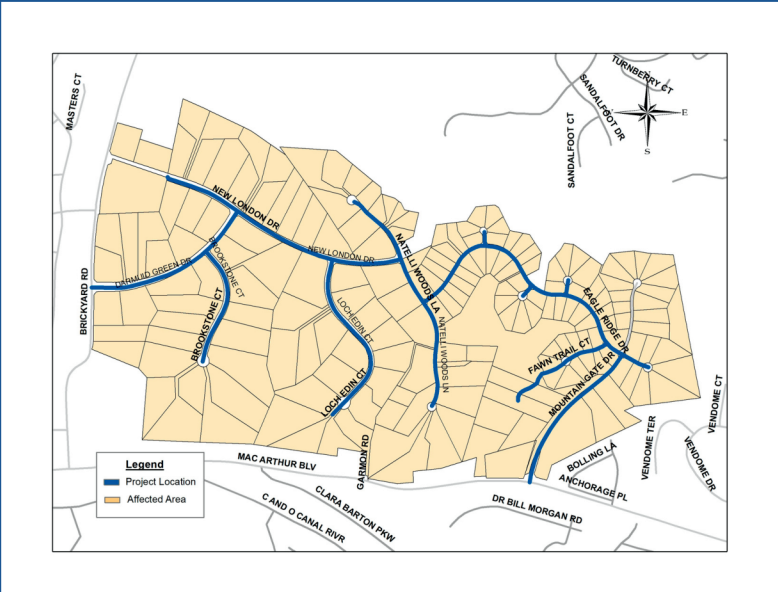 TURNBERRY CT
MASTERS CT
SANDALFOOT DR
SANDALFOOT CT
E
S
NEW LONDON DR
NEW LONDON DR
NATELLI WOODS LA
BROOKSTONE CT
DARMUID GREEN DR
BRICKYARD RD
BROOKSTONE CT
LOCH EDIN CT
NATELLI WOODS LN
EAGLE RIDGE DR
FAWN TRAIL CT
MOUNTAIN GATE DR
LOCH EDIN CT
VENDOME CT
VENDOME TER
VENDOME DR
GARMON RD
BOLLING LA
MAC ARTHUR BLV
ANCHORAGE PL
CLARA BARTON PKW
C AND O CANAL RIVR
DR BILL MORGAN RD
Legend
Project Location
Affected Area